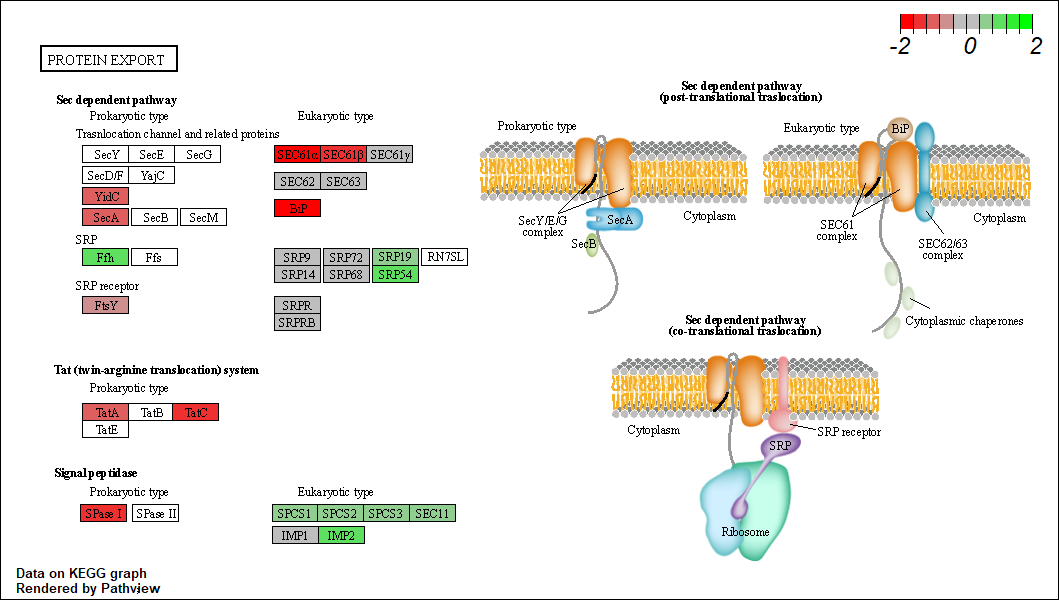 -2 0 2
PROTEIN EXPORT
Sec dependent pathway
Prokaryotic type
Eukaryotic type
Trasnlocation channel and related proteins
SecY SecE SecG
SEC61α SEC61β SEC61γ
SecD/F YajC
SEC62 SEC63
YidC
BiP
SecA SecB SecM
SRP
Ffh Ffs
SRP9 SRP72 SRP19 RN7SL
SRP14 SRP68 SRP54
SRP receptor
FtsY
SRPR
SRPRB
Tat (twin-arginine translocation) system
Prokaryotic type
TatA TatB TatC
TatE
Signal peptidase
Prokaryotic type
Eukaryotic type
SPase I SPase II
SPCS1 SPCS2 SPCS3 SEC11
IMP1 IMP2
Sec dependent pathway
(post-translational traslocation)
Prokaryotic type
SecY/E/G
complex
SecA
SecB
Cytoplasm
Eukaryotic type
BiP
SEC61
complex
Cytoplasm
SEC62/63
complex
Cytoplasmic chaperones
Sec dependent pathway
(co-translational traslocation)
Cytoplasm
SRP receptor
SRP
Ribosome
Data on KEGG graph
Rendered by Pathview